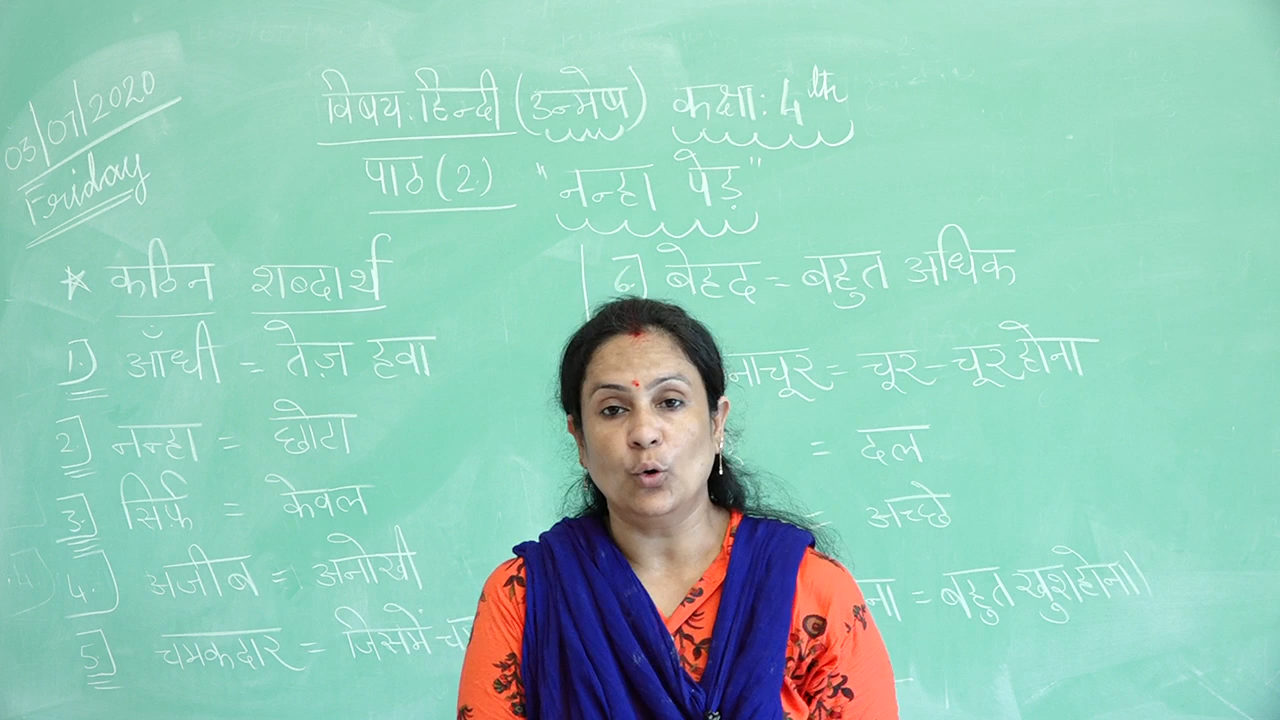 03/07/2020
Friday
विषय: हिन्दी (उन्मेष) कक्षा: 4th
पाठ (2.) "नन्हा पेड़"
* कठिन शब्दार्थ
1.] आँधी = तेज़ हवा
2] नन्हा = छोटा
3.] सिर्फ़ = केवल
4.] अजीब = अनोखी
5] चमकदार = जिसमें
6] बेहद = बहुत अधिक
नाचूर = चूर-चूर होना
= दल
= अच्छे
ना = बहुत खुश होना।